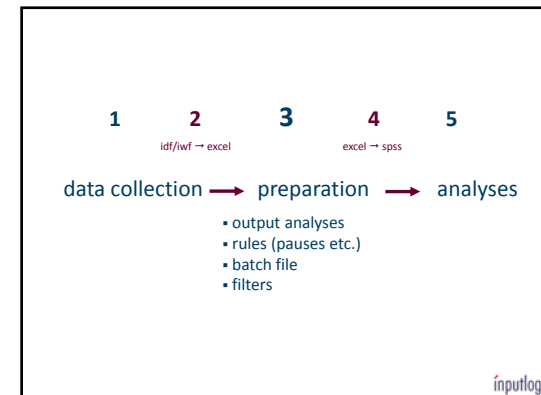 1 2 3 4 5
idf/iwf → excel excel → spss
data collection → preparation → analyses
▪ output analyses
▪ rules (pauses etc.)
▪ batch file
▪ filters
inputlog